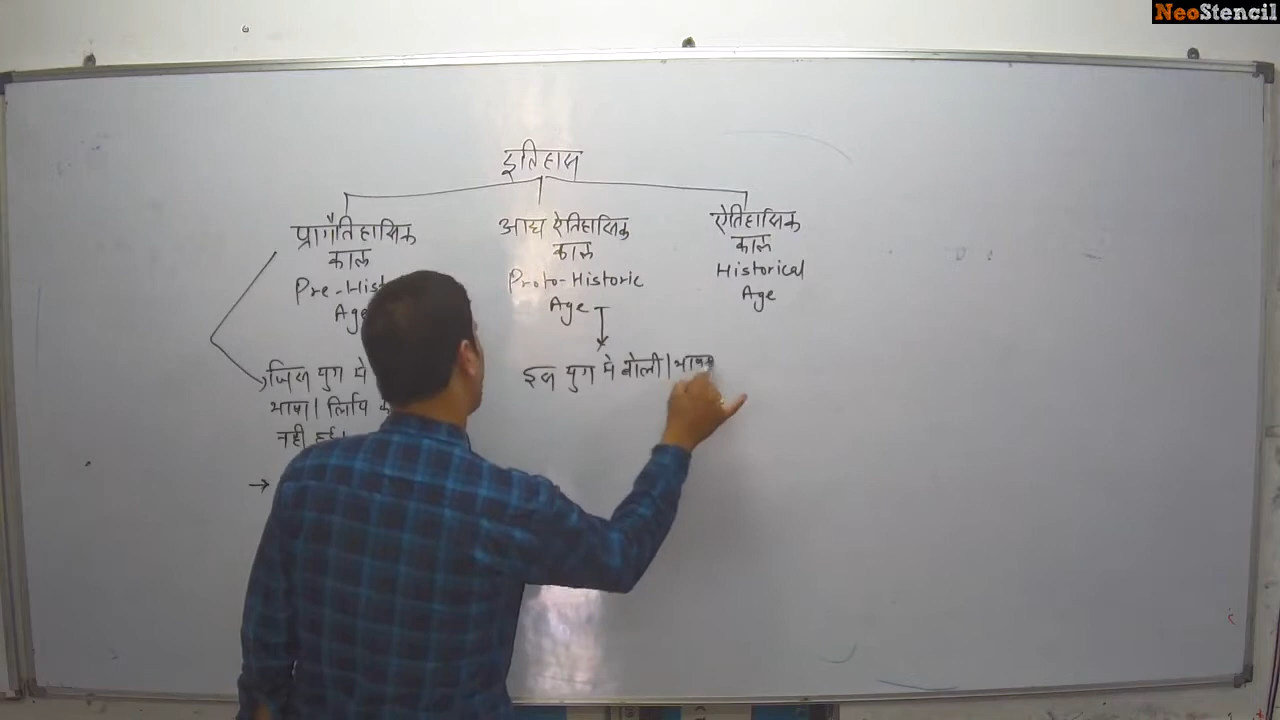 NeoStencil
इतिहास
प्रागैतिहासिक
काल
Pre-Hist
Age
आद्य ऐतिहासिक
काल
Proto-Historic
Age
ऐतिहासिक
काल
Historical
Age
जिस युग मे
भाषा| लिपि
नही हुई।
→
इस युग मे बोली|भाषा